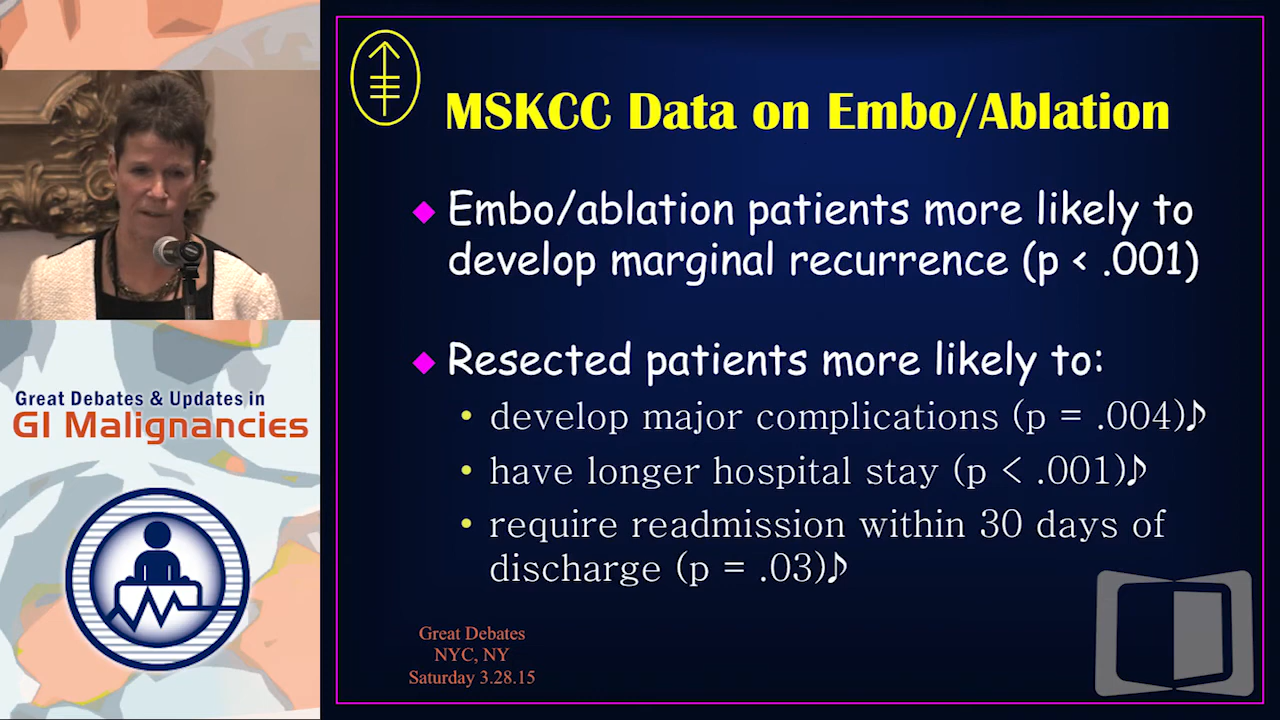 MSKCC Data on Embo/Ablation
◆ Embo/ablation patients more likely to
develop marginal recurrence (p < .001)
◆ Resected patients more likely to:
• develop major complications (p = .004)♪
• have longer hospital stay (p < .001)♪
• require readmission within 30 days of
discharge (p = .03)♪
Great Debates & Updates in
GI Malignancies
Great Debates
NYC, NY
Saturday 3.28.15